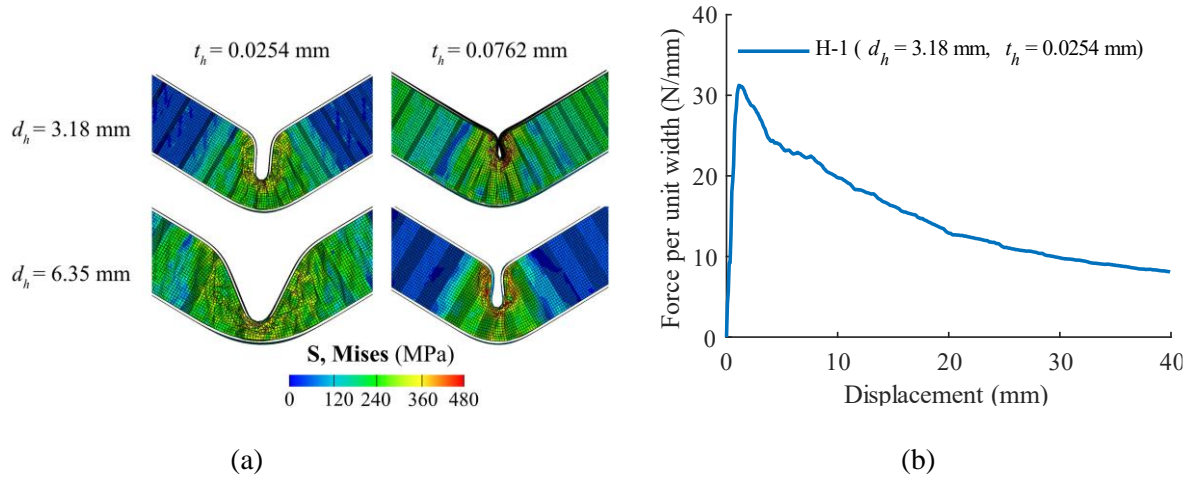 t_h = 0.0254 mm
t_h = 0.0762 mm
d_h = 3.18 mm
d_h = 6.35 mm
S, Mises (MPa)
0 120 240 360 480
(a)
Force per unit width (N/mm)
40
30
20
10
0
H-1 ( d_h = 3.18 mm, t_h = 0.0254 mm)
0 10 20 30 40
Displacement (mm)
(b)